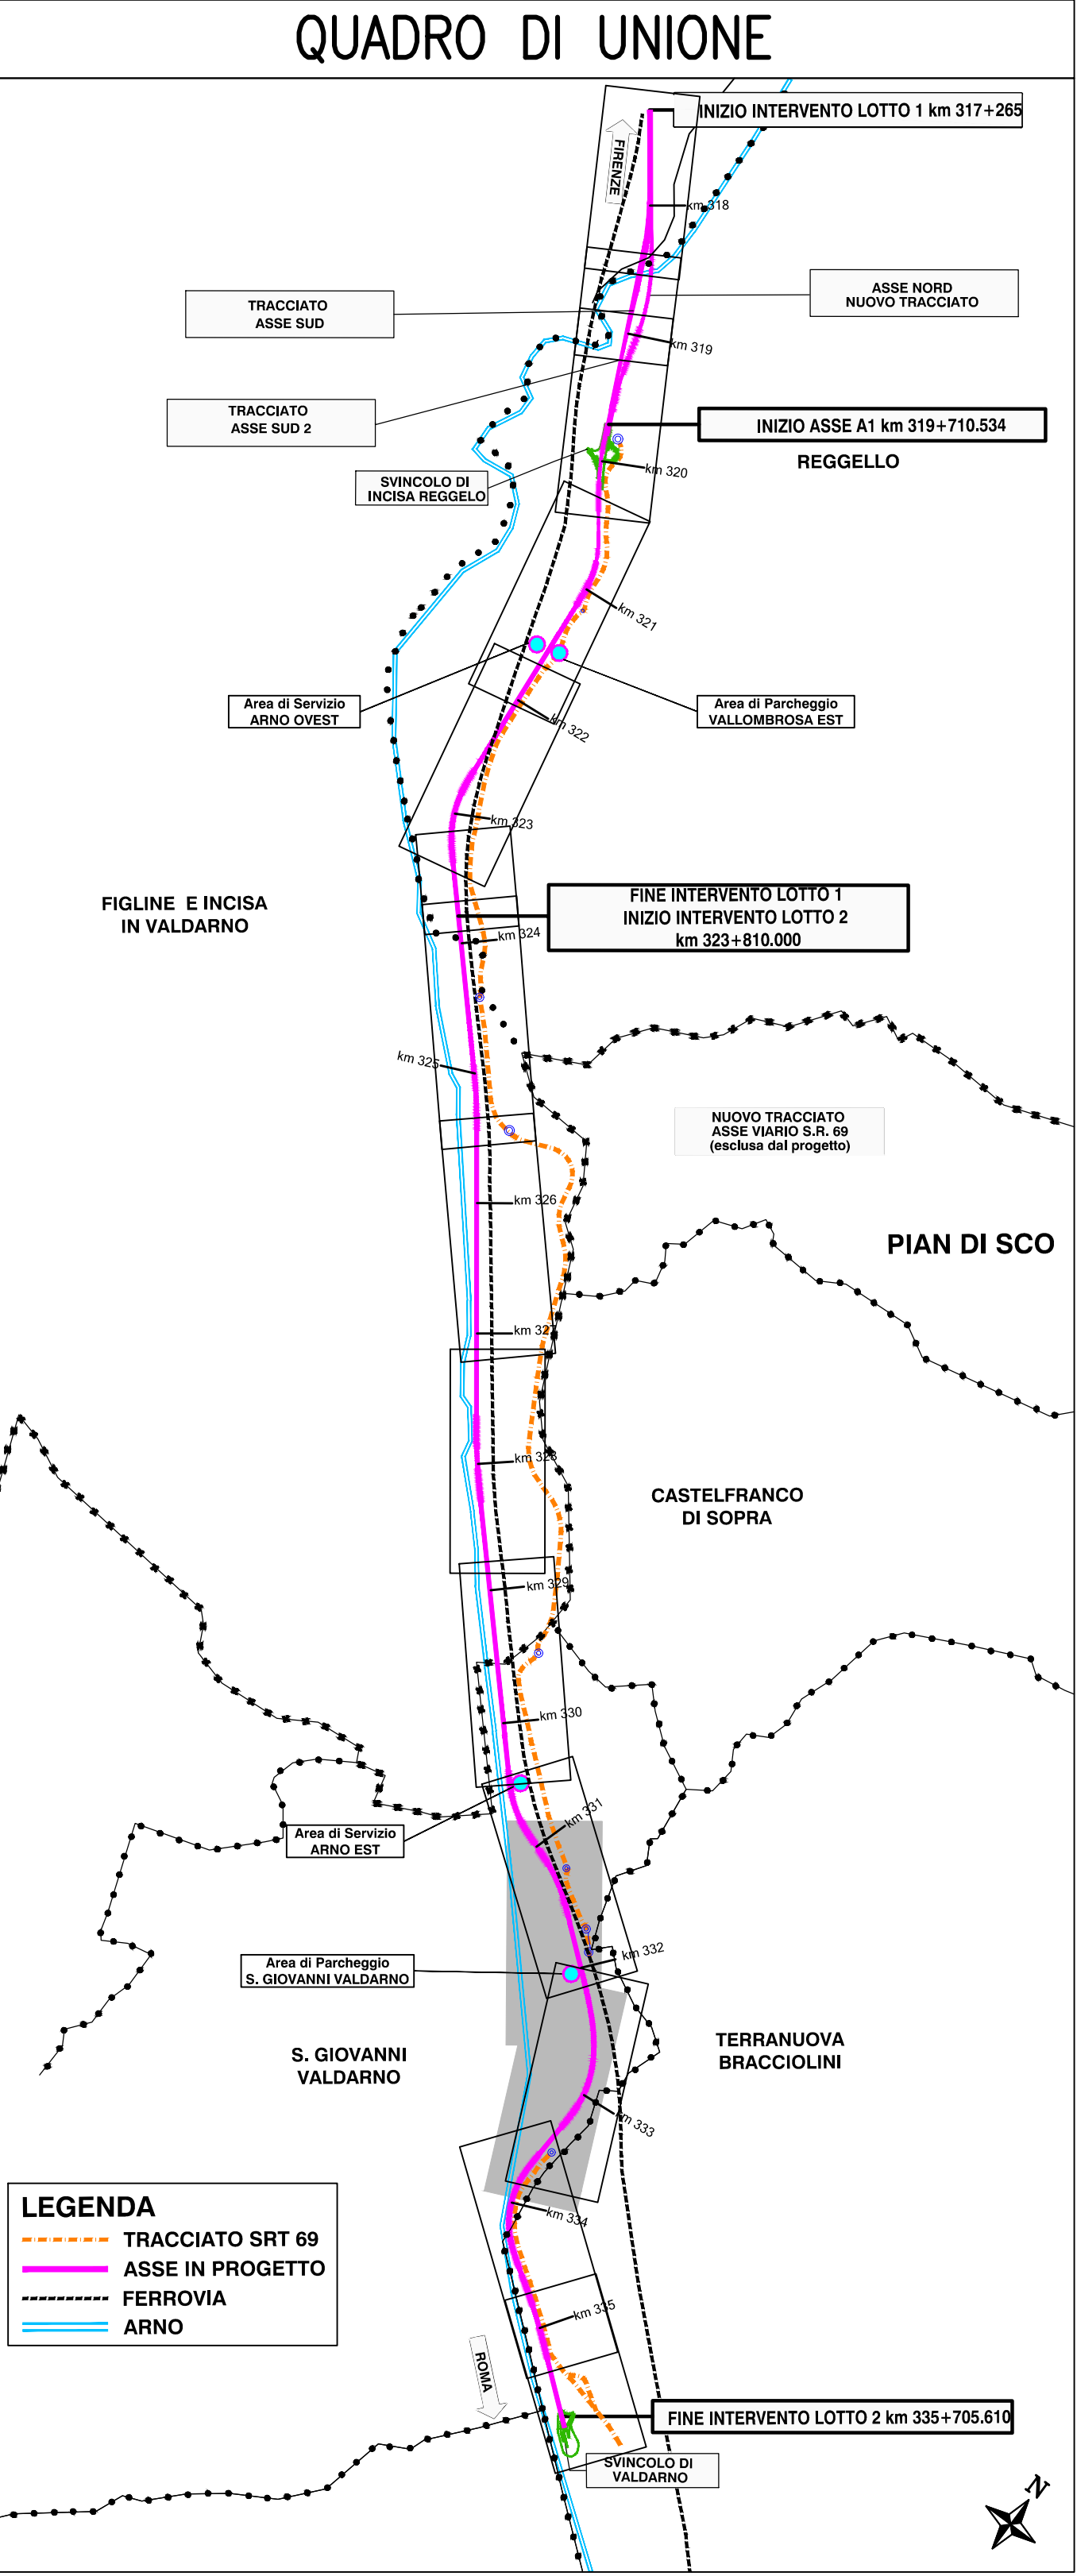 QUADRO DI UNIONE
INIZIO INTERVENTO LOTTO 1 km 317+265
FIRENZE
km 318
ASSE NORD
NUOVO TRACCIATO
TRACCIATO
ASSE SUD
km 319
TRACCIATO
ASSE SUD 2
INIZIO ASSE A1 km 319+710.534
REGGELLO
km 320
SVINCOLO DI
INCISA REGGELO
km 321
Area di Servizio
ARNO OVEST
Area di Parcheggio
VALLOMBROSA EST
km 322
km 323
FIGLINE E INCISA
IN VALDARNO
FINE INTERVENTO LOTTO 1
INIZIO INTERVENTO LOTTO 2
km 323+810.000
km 324
km 325
NUOVO TRACCIATO
ASSE VIARIO S.R. 69
(esclusa dal progetto)
km 326
PIAN DI SCO
km 327
km 328
CASTELFRANCO
DI SOPRA
km 329
km 330
km 331
Area di Servizio
ARNO EST
km 332
Area di Parcheggio
S. GIOVANNI VALDARNO
S. GIOVANNI
VALDARNO
TERRANUOVA
BRACCIOLINI
km 333
km 334
LEGENDA
TRACCIATO SRT 69
ASSE IN PROGETTO
FERROVIA
ARNO
km 335
ROMA
FINE INTERVENTO LOTTO 2 km 335+705.610
SVINCOLO DI
VALDARNO
N